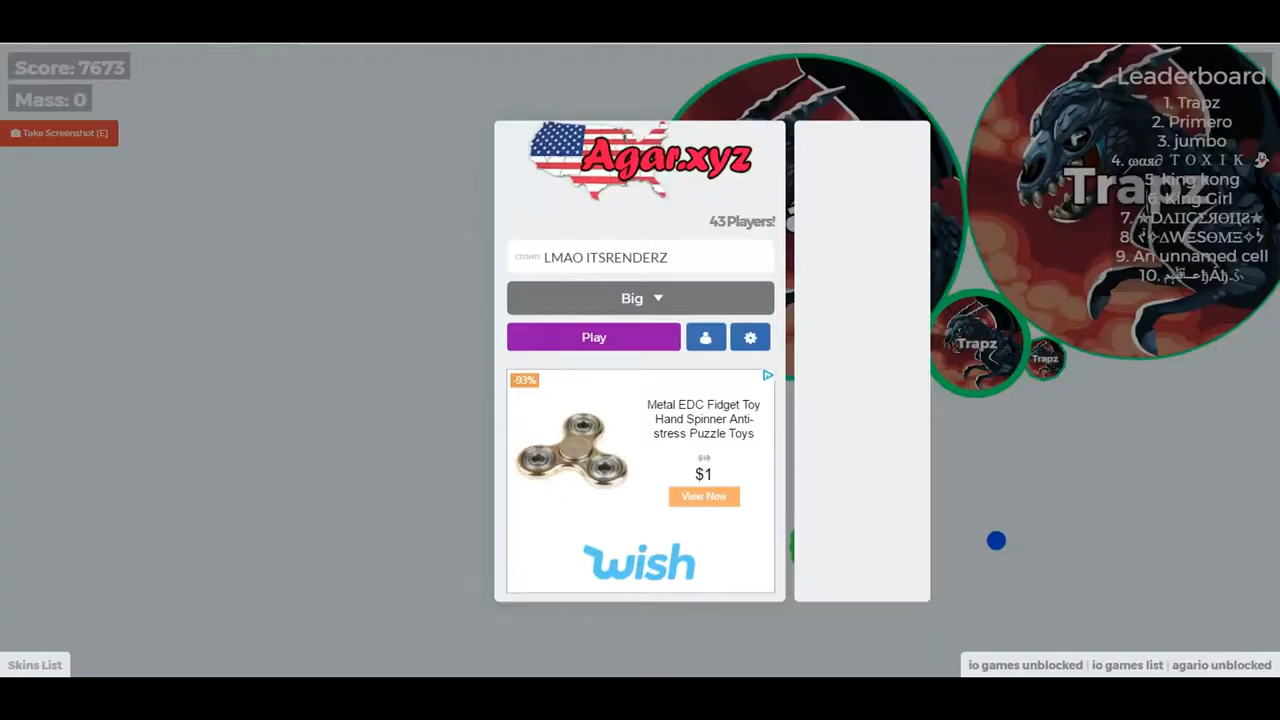 Score: 7673
Mass: 0
Take Screenshot [E]
Agar.xyz
43 Players!
crown LMAO ITSRENDERZ
Big
Play
-93%
Metal EDC Fidget Toy
Hand Spinner Anti-
stress Puzzle Toys
$1
View Now
wish
Trapz
Trapz
Trapz
Leaderboard
1. Trapz
2. Primero
3. jumbo
4. ωαя∂ T O X I K
5. king kong
6. King Girl
9. An unnamed cell
Skins List
io games unblocked | io games list | agario unblocked